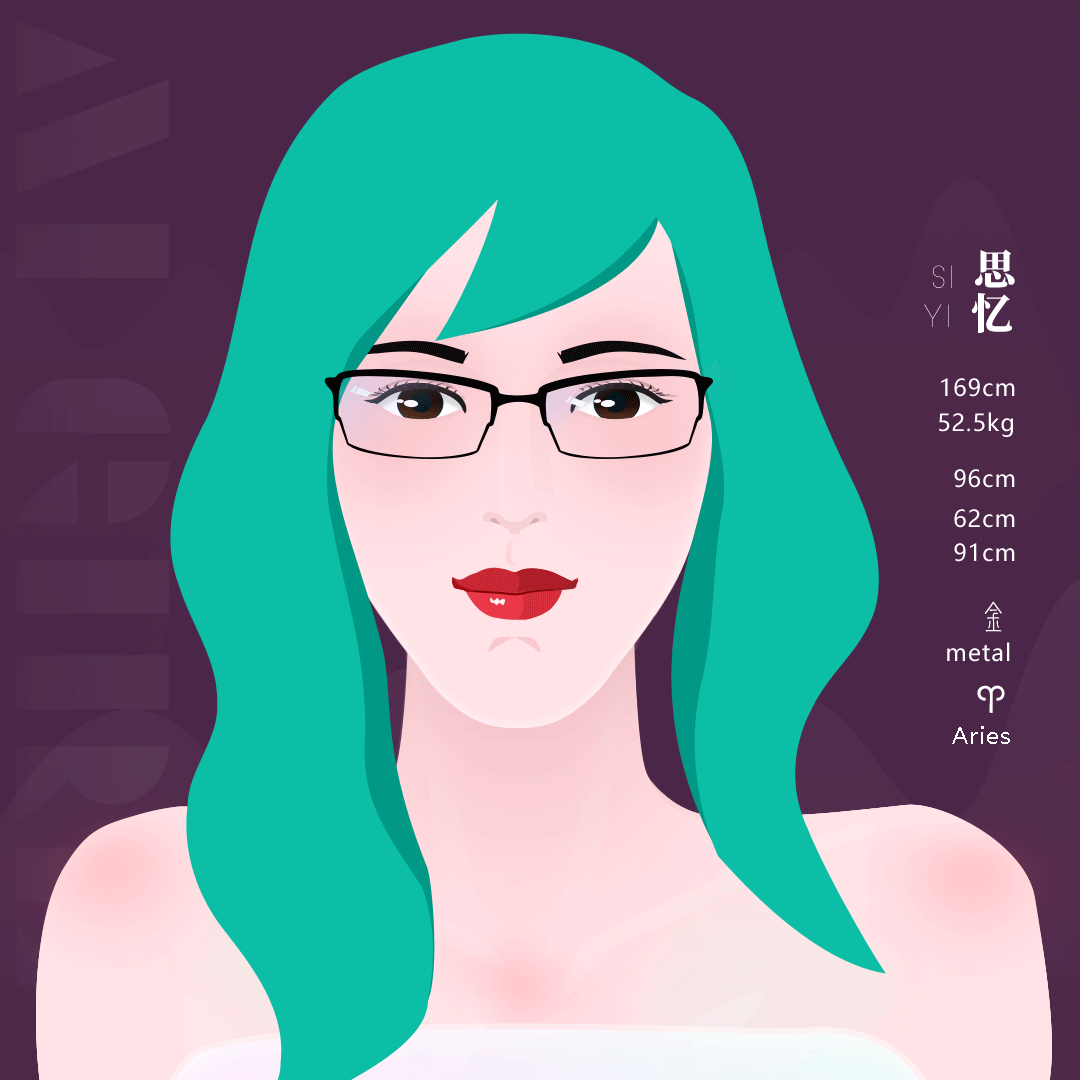 思忆
SI
YI
169cm
52.5kg
96cm
62cm
91cm
金
metal
♈
Aries